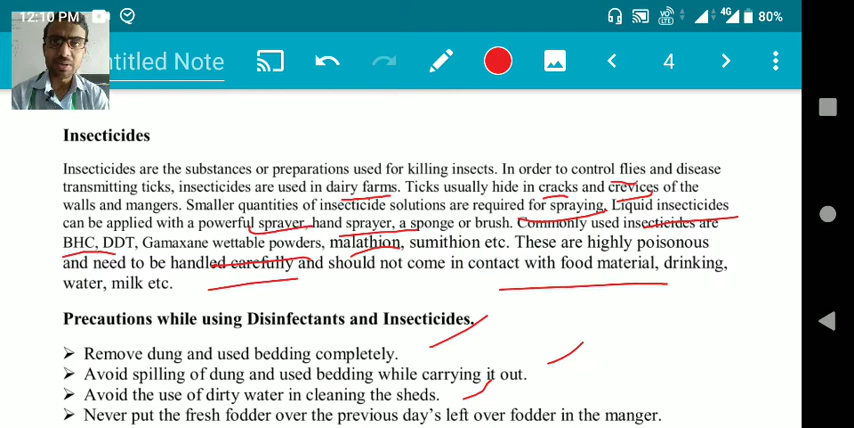 12:10 PM
4G
80%
ntitled Note
4
Insecticides
Insecticides are the substances or preparations used for killing insects. In order to control flies and disease
transmitting ticks, insecticides are used in dairy farms. Ticks usually hide in cracks and crevices of the
walls and mangers. Smaller quantities of insecticide solutions are required for spraying. Liquid insecticides
can be applied with a powerful sprayer, hand sprayer, a sponge or brush. Commonly used insecticides are
BHC, DDT, Gamaxane wettable powders, malathion, sumithion etc. These are highly poisonous
and need to be handled carefully and should not come in contact with food material, drinking,
water, milk etc.
Precautions while using Disinfectants and Insecticides.
➢ Remove dung and used bedding completely.
➢ Avoid spilling of dung and used bedding while carrying it out.
➢ Avoid the use of dirty water in cleaning the sheds.
➢ Never put the fresh fodder over the previous day's left over fodder in the manger.